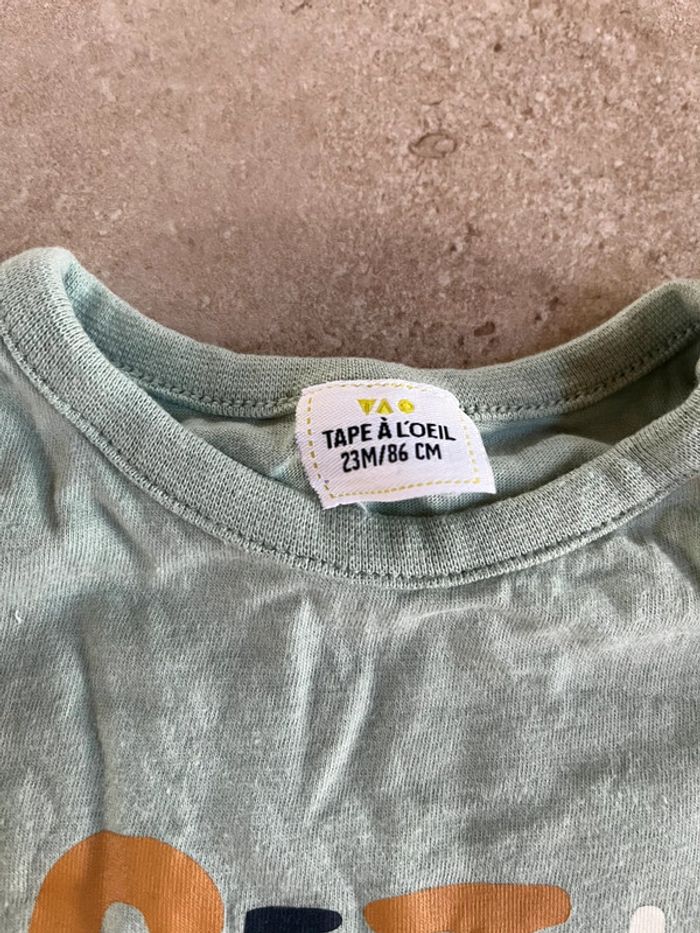 TAO
TAPE À L'OEIL
23M/86 CM